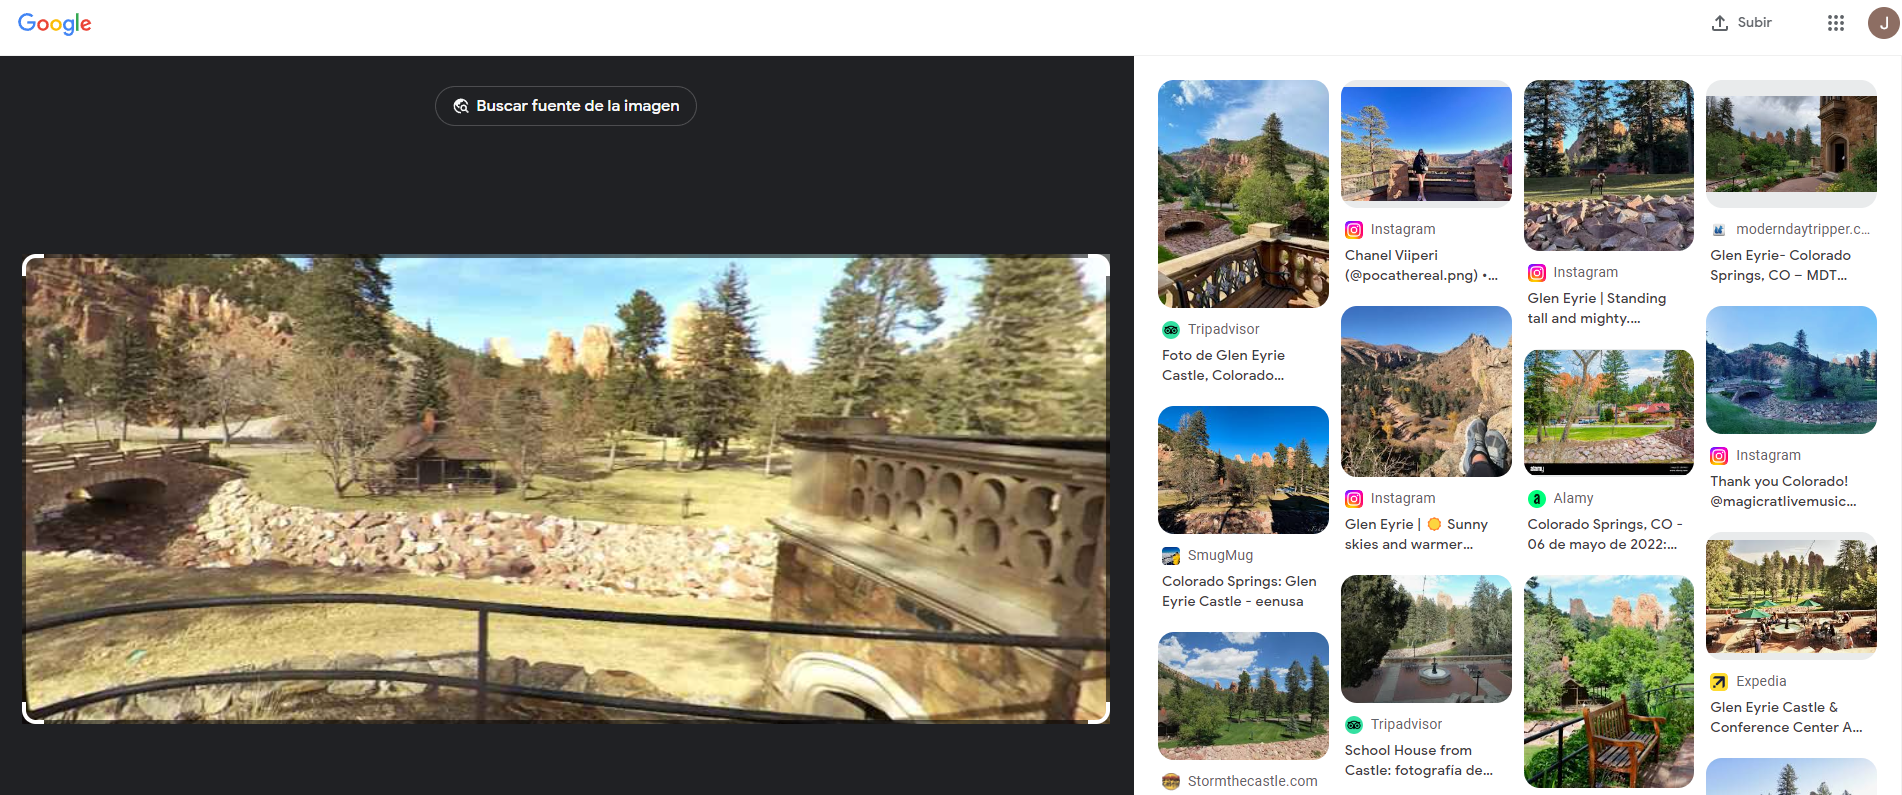 Google
Subir
J
Buscar fuente de la imagen
Tripadvisor
Foto de Glen Eyrie
Castle, Colorado...
SmugMug
Colorado Springs: Glen
Eyrie Castle - eenusa
Stormthecastle.com
Instagram
Chanel Viiperi
(@pocathereal.png) •...
Instagram
Glen Eyrie | ☀️ Sunny
skies and warmer...
Tripadvisor
School House from
Castle: fotografía de...
Instagram
Glen Eyrie | Standing
tall and mighty....
alamy
a Alamy
Colorado Springs, CO -
06 de mayo de 2022:...
moderndaytripper.c...
Glen Eyrie- Colorado
Springs, CO – MDT...
Instagram
Thank you Colorado!
@magicratlivemusic...
Expedia
Glen Eyrie Castle &
Conference Center A...